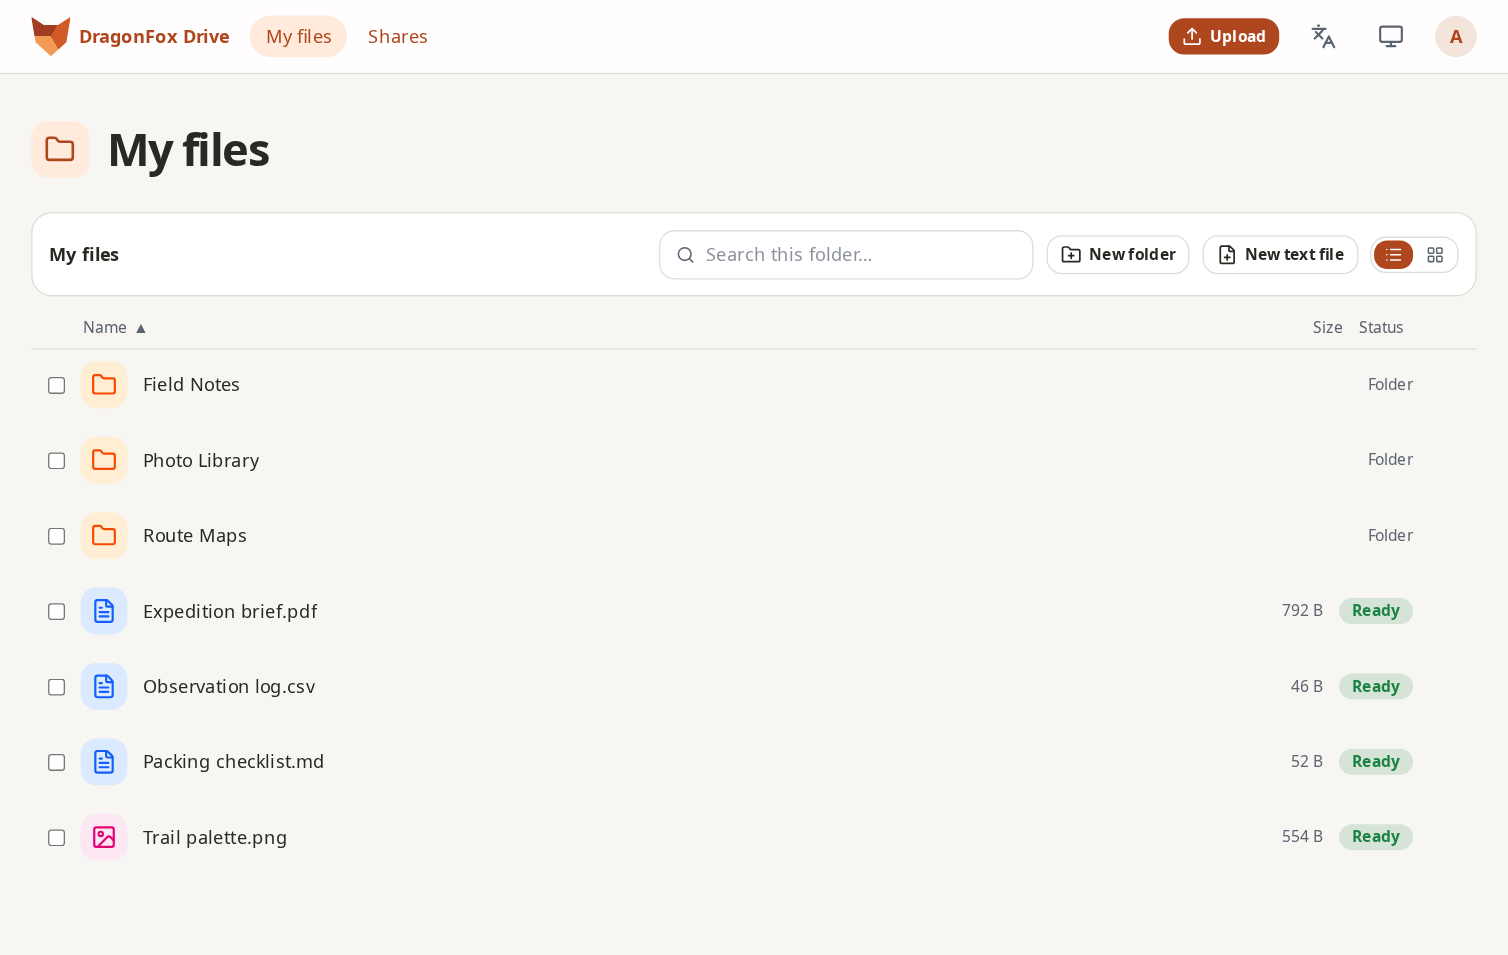 DragonFox Drive My files Shares Upload A
My files
My files Search this folder... New folder New text file
Name ▲ Size Status
Field Notes Folder
Photo Library Folder
Route Maps Folder
Expedition brief.pdf 792 B Ready
Observation log.csv 46 B Ready
Packing checklist.md 52 B Ready
Trail palette.png 554 B Ready